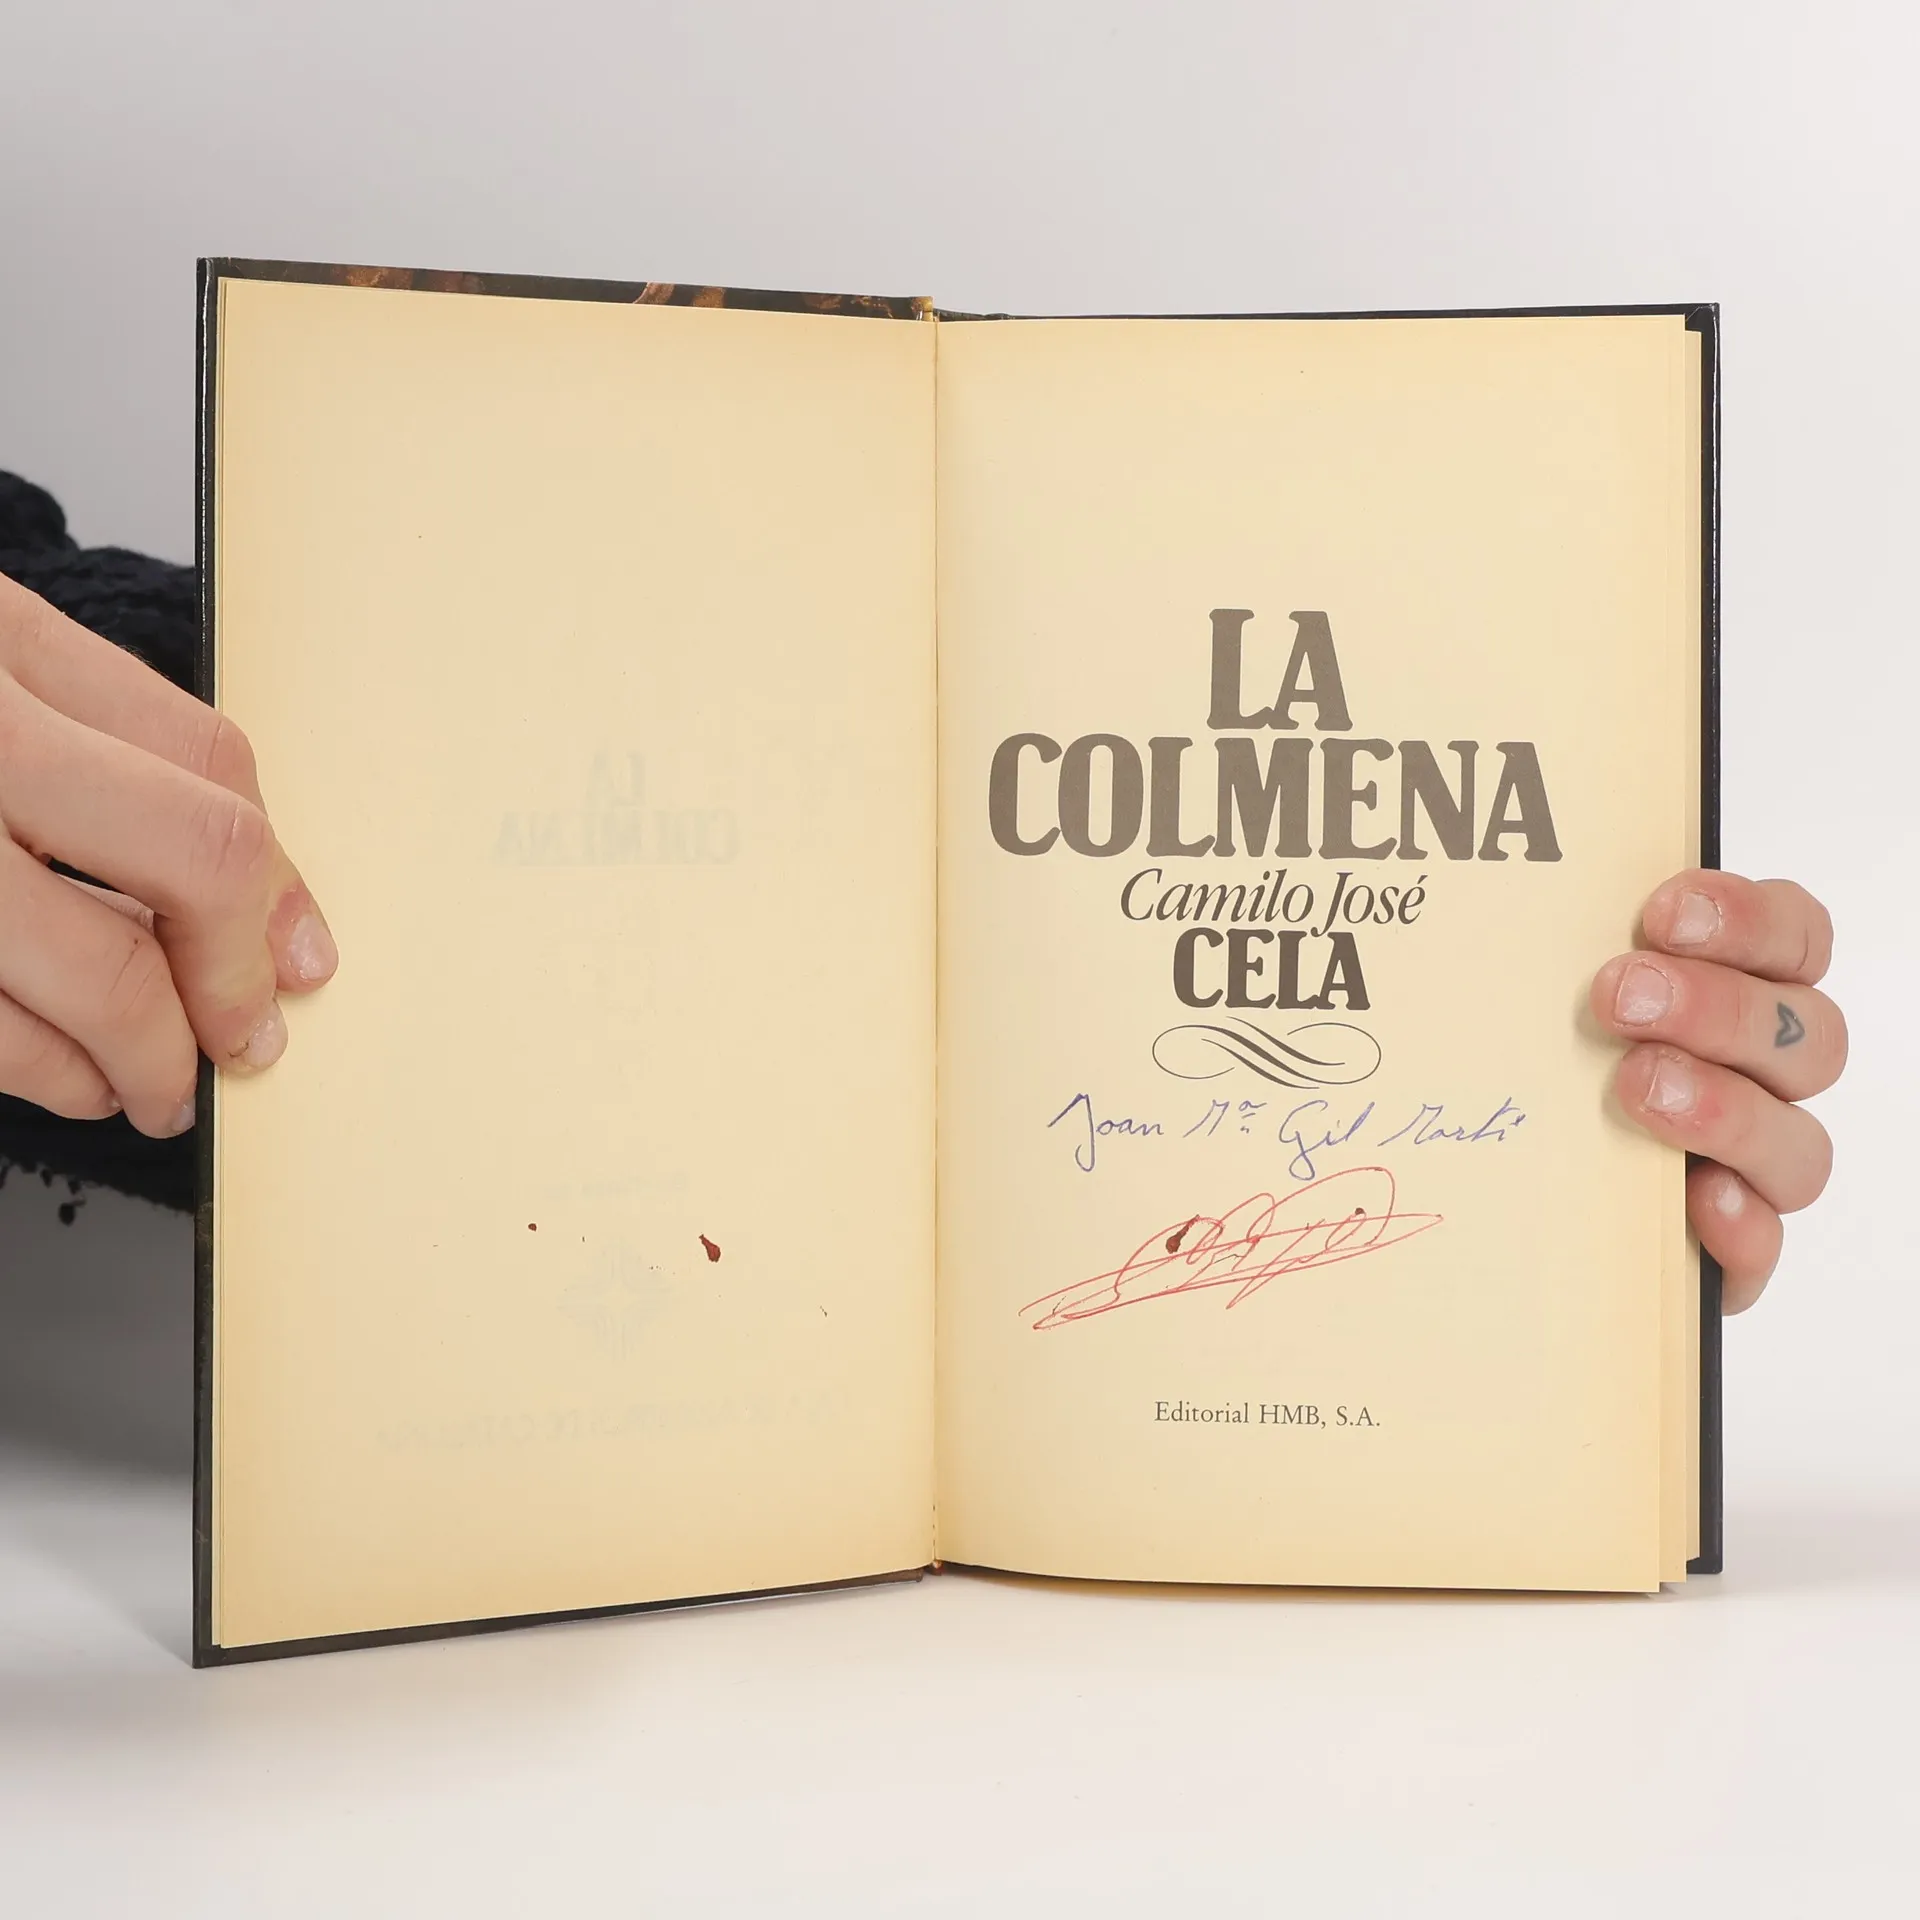 LA
COLMENA
Camilo José
CELA
Joan Mª Gil Martí
Editorial HMB, S.A.